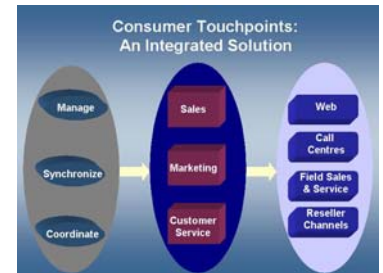 Consumer Touchpoints:
An Integrated Solution
Manage
Synchronize
Coordinate
Sales
Marketing
Customer
Service
Web
Call
Centres
Field Sales
& Service
Reseller
Channels